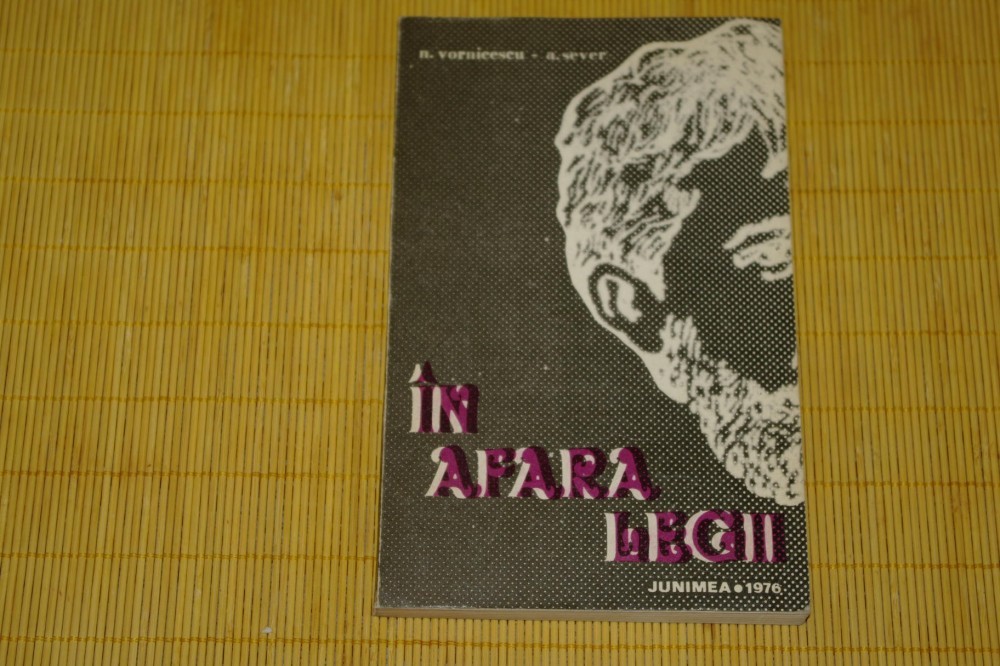 n. vornicescu - a. sever
ÎN
AFARA
LEGII
JUNIMEA • 1976